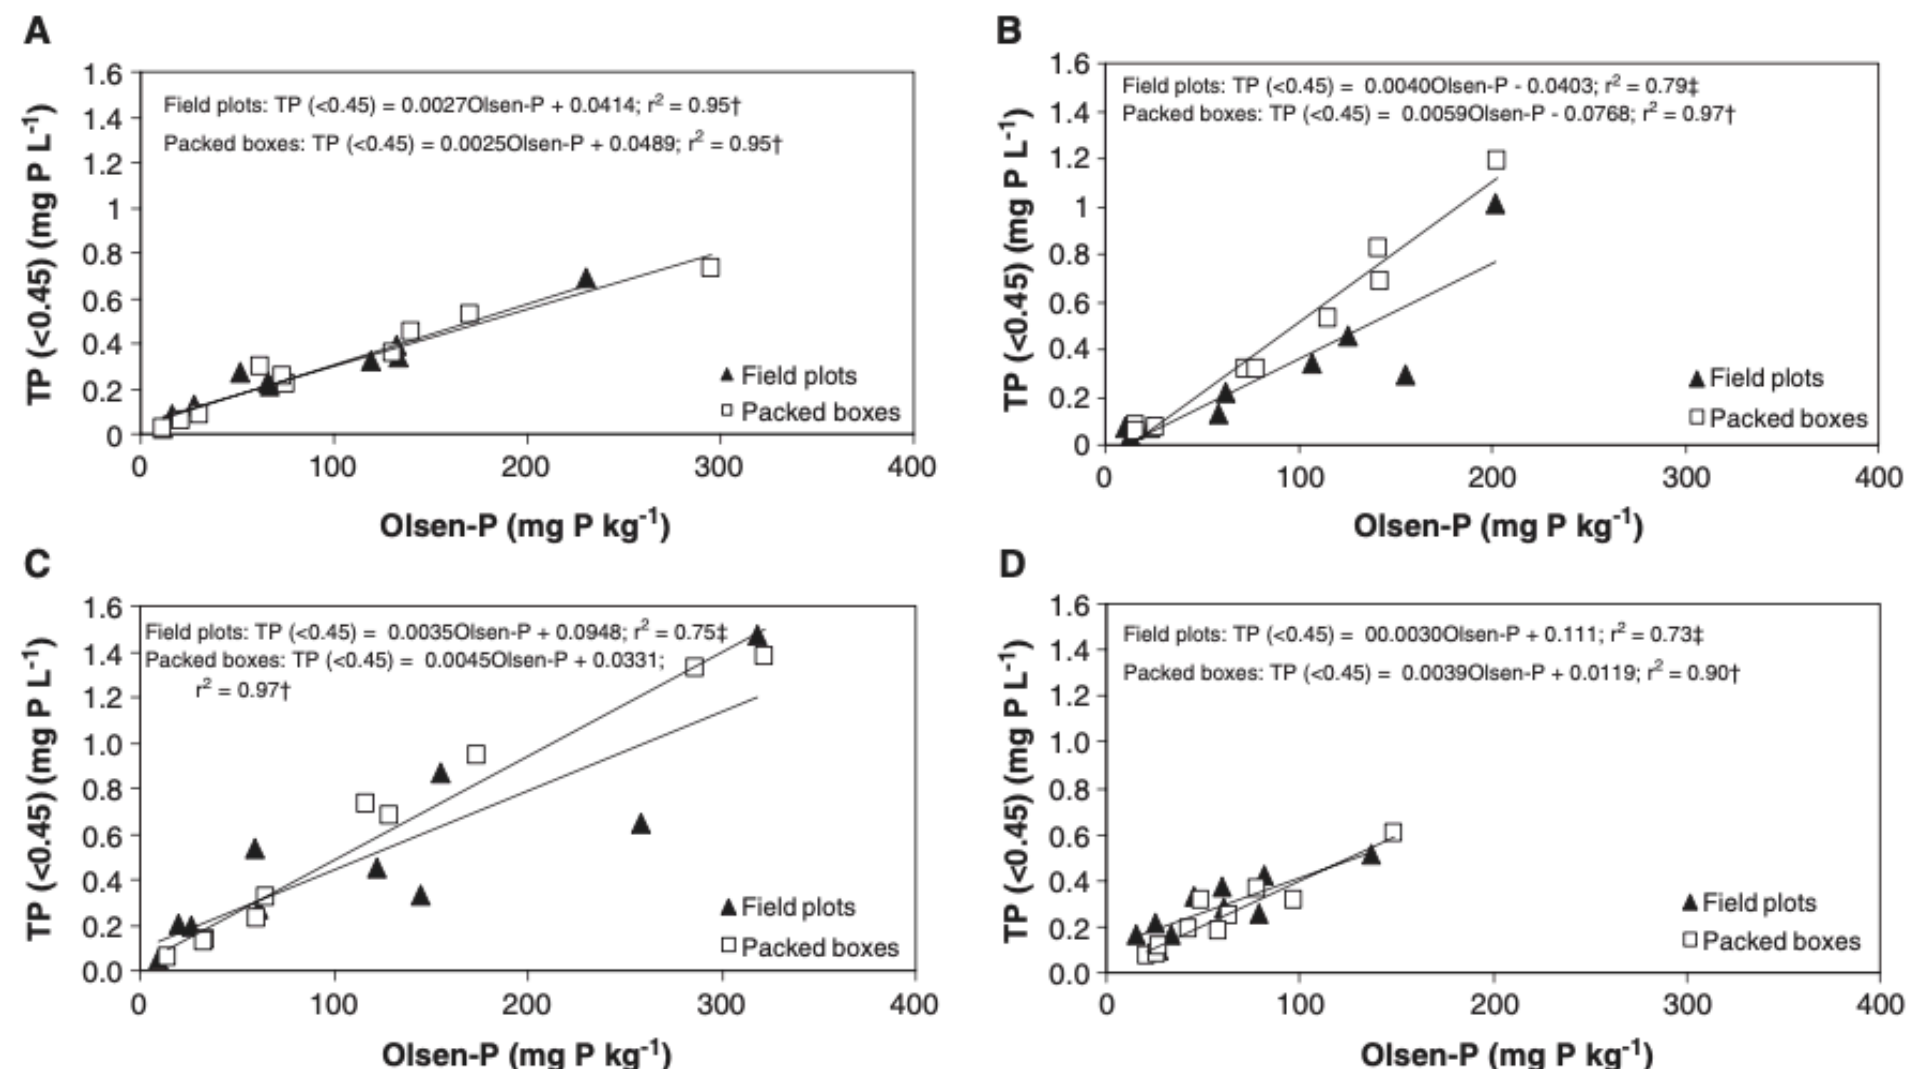 A
1.6
1.4
1.2
1
0.8
0.6
0.4
0.2
0
TP (<0.45) (mg P L⁻¹)
Field plots: TP (<0.45) = 0.0027Olsen-P + 0.0414; r² = 0.95†
Packed boxes: TP (<0.45) = 0.0025Olsen-P + 0.0489; r² = 0.95†
Field plots
Packed boxes
0 100 200 300 400
Olsen-P (mg P kg⁻¹)
B
1.6
1.4
1.2
1
0.8
0.6
0.4
0.2
0
TP (<0.45) (mg P L⁻¹)
Field plots: TP (<0.45) = 0.0040Olsen-P - 0.0403; r² = 0.79‡
Packed boxes: TP (<0.45) = 0.0059Olsen-P - 0.0768; r² = 0.97†
Field plots
Packed boxes
0 100 200 300 400
Olsen-P (mg P kg⁻¹)
C
1.6
1.4
1.2
1.0
0.8
0.6
0.4
0.2
0.0
TP (<0.45) (mg P L⁻¹)
Field plots: TP (<0.45) = 0.0035Olsen-P + 0.0948; r² = 0.75‡
Packed boxes: TP (<0.45) = 0.0045Olsen-P + 0.0331;
r² = 0.97†
Field plots
Packed boxes
0 100 200 300 400
Olsen-P (mg P kg⁻¹)
D
1.6
1.4
1.2
1.0
0.8
0.6
0.4
0.2
0.0
TP (<0.45) (mg P L⁻¹)
Field plots: TP (<0.45) = 00.0030Olsen-P + 0.111; r² = 0.73‡
Packed boxes: TP (<0.45) = 0.0039Olsen-P + 0.0119; r² = 0.90†
Field plots
Packed boxes
0 100 200 300 400
Olsen-P (mg P kg⁻¹)